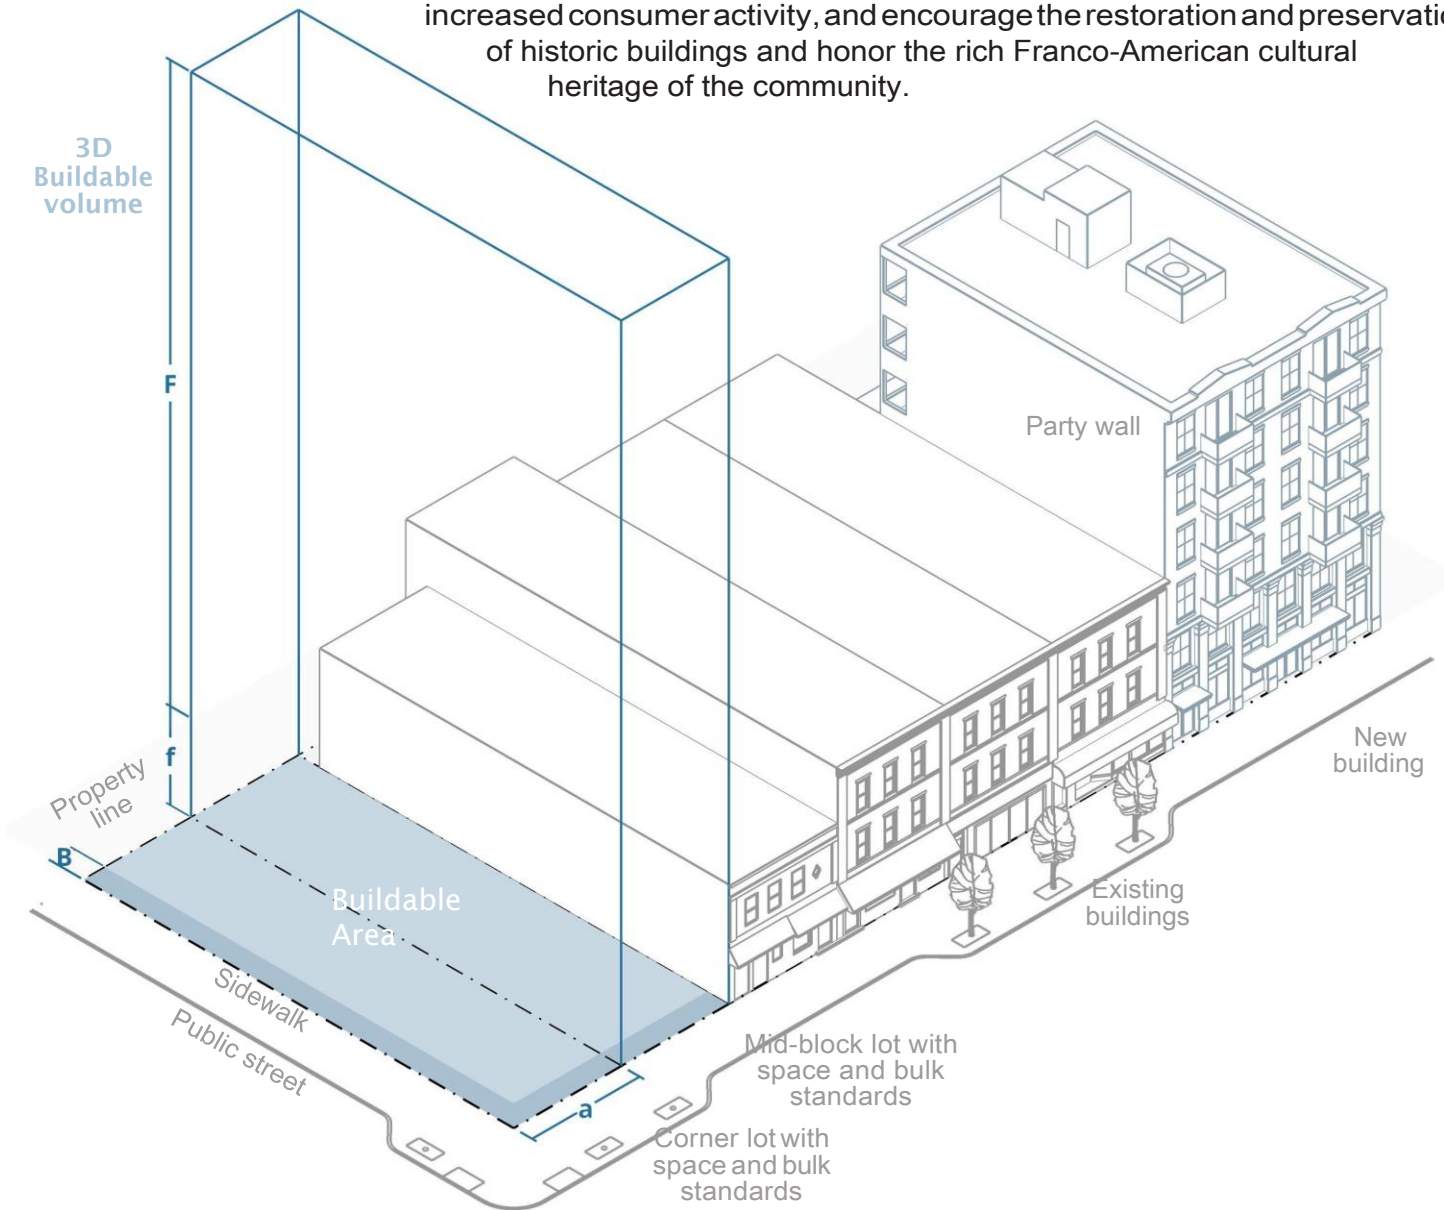 increased consumer activity, and encourage the restoration and preservatio
of historic buildings and honor the rich Franco-American cultural
heritage of the community.
3D
Buildable
volume
F
Party wall
f
Property
line
New
building
B
Buildable
Area
Existing
buildings
Sidewalk
Public street
Mid-block lot with
space and bulk
standards
a
Corner lot with
space and bulk
standards